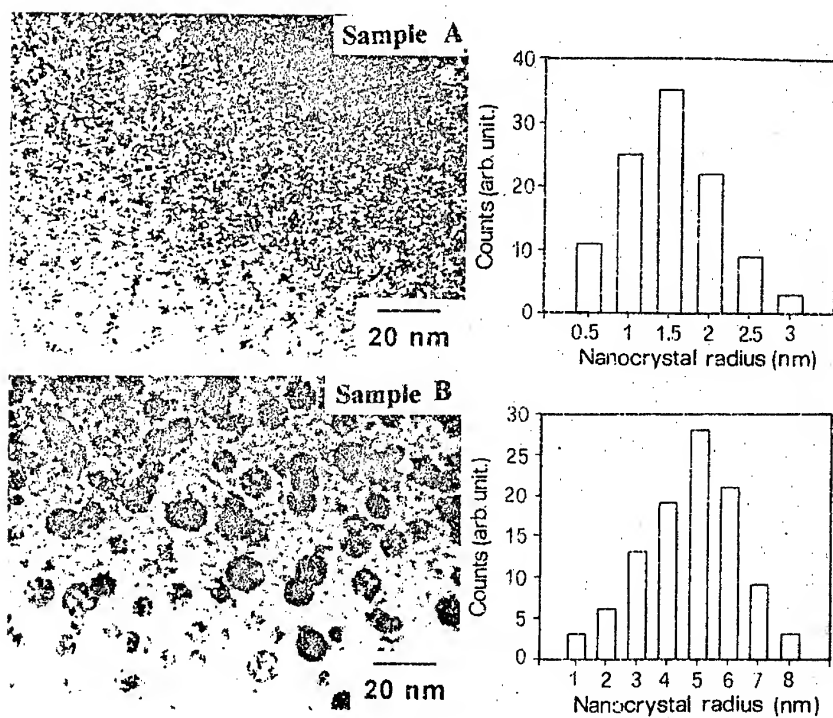 Sample A
20 nm
40
30
20
10
0
Counts (arb. unit.)
0.5 1 1.5 2 2.5 3
Nanocrystal radius (nm)
Sample B
20 nm
30
25
20
15
10
5
0
Counts (arb. unit.)
1 2 3 4 5 6 7 8
Nanocrystal radius (nm)